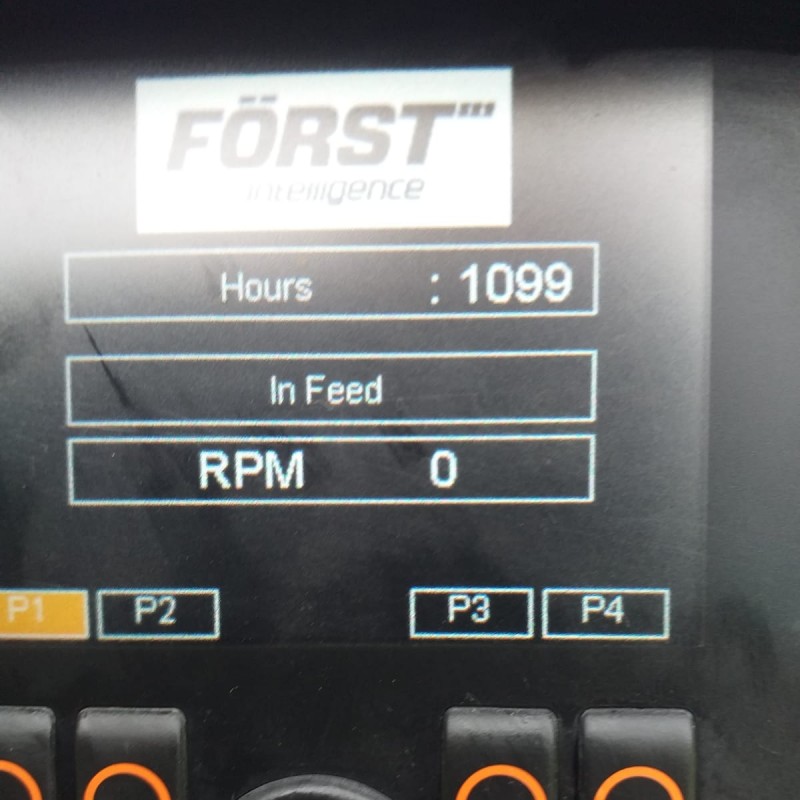 FÖRST
intelligence
Hours : 1099
In Feed
RPM 0
P1 P2 P3 P4